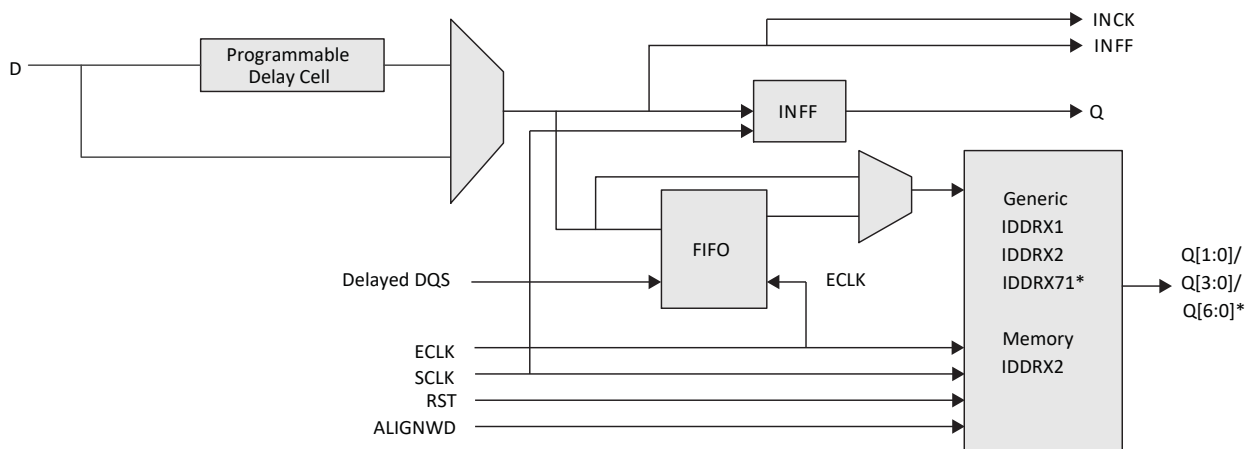 INCK
INFF
D
Programmable
Delay Cell
INFF
Q
Generic
IDDRX1
IDDRX2
IDDRX71*
Memory
IDDRX2
FIFO
Delayed DQS
ECLK
Q[1:0]/
Q[3:0]/
Q[6:0]*
ECLK
SCLK
RST
ALIGNWD